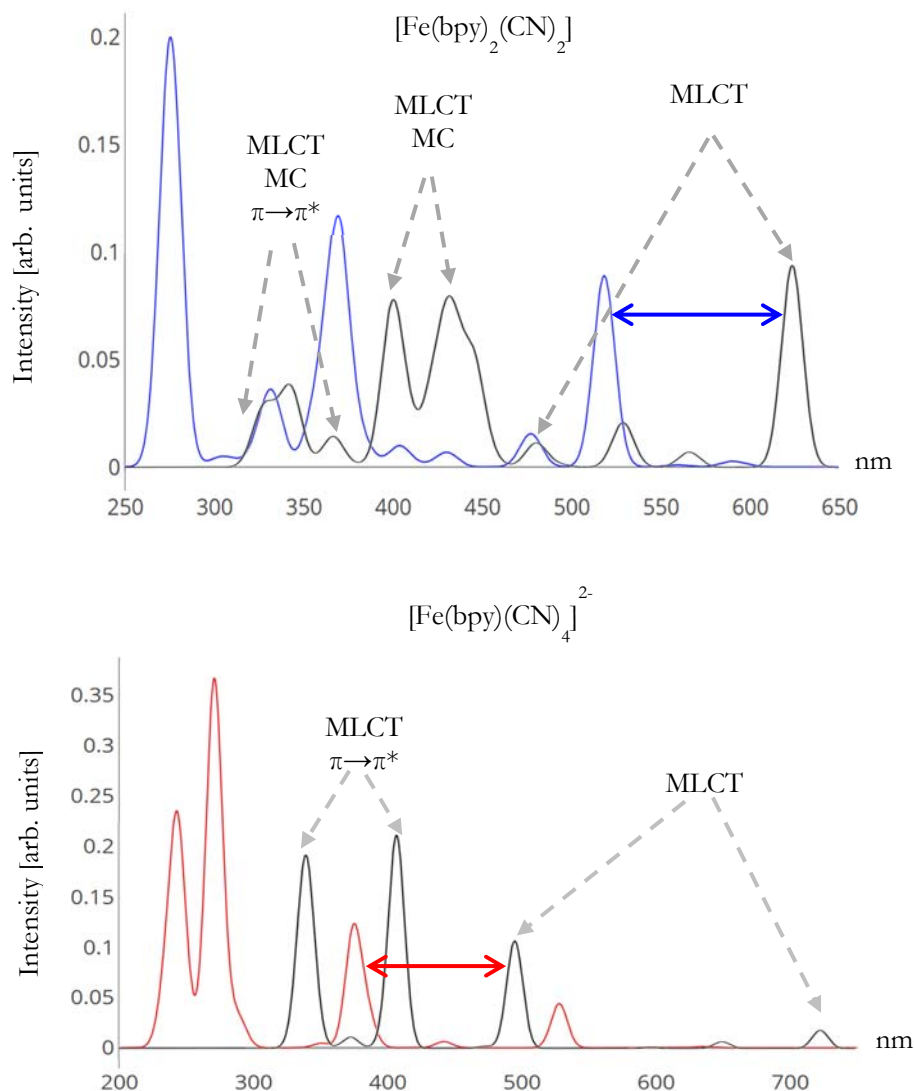 [Fe(bpy)2(CN)2]
Intensity [arb. units]
0.2
0.15
0.1
0.05
0
MLCT
MC
π→π*
MLCT
MC
MLCT
nm
250 300 350 400 450 500 550 600 650
[Fe(bpy)(CN)4]2-
Intensity [arb. units]
0.35
0.3
0.25
0.2
0.15
0.1
0.05
0
MLCT
π→π*
MLCT
nm
200 300 400 500 600 700